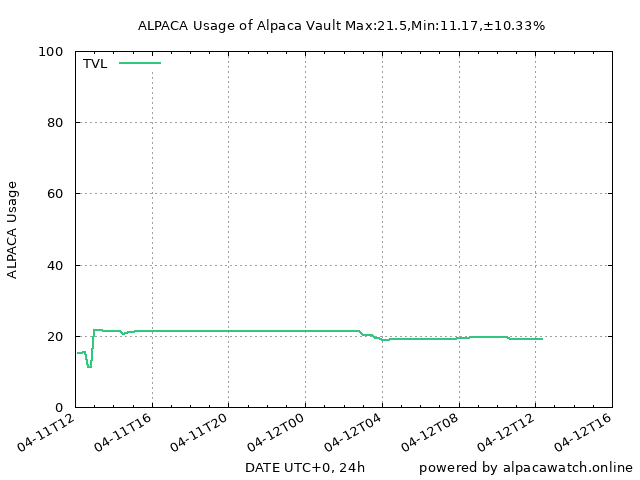 ALPACA Usage of Alpaca Vault Max:21.5,Min:11.17,±10.33%
100
TVL
80
60
ALPACA Usage
40
20
0
04-11T12 04-11T16 04-11T20 04-12T00 04-12T04 04-12T08 04-12T12 04-12T16
DATE UTC+0, 24h
powered by alpacawatch.online